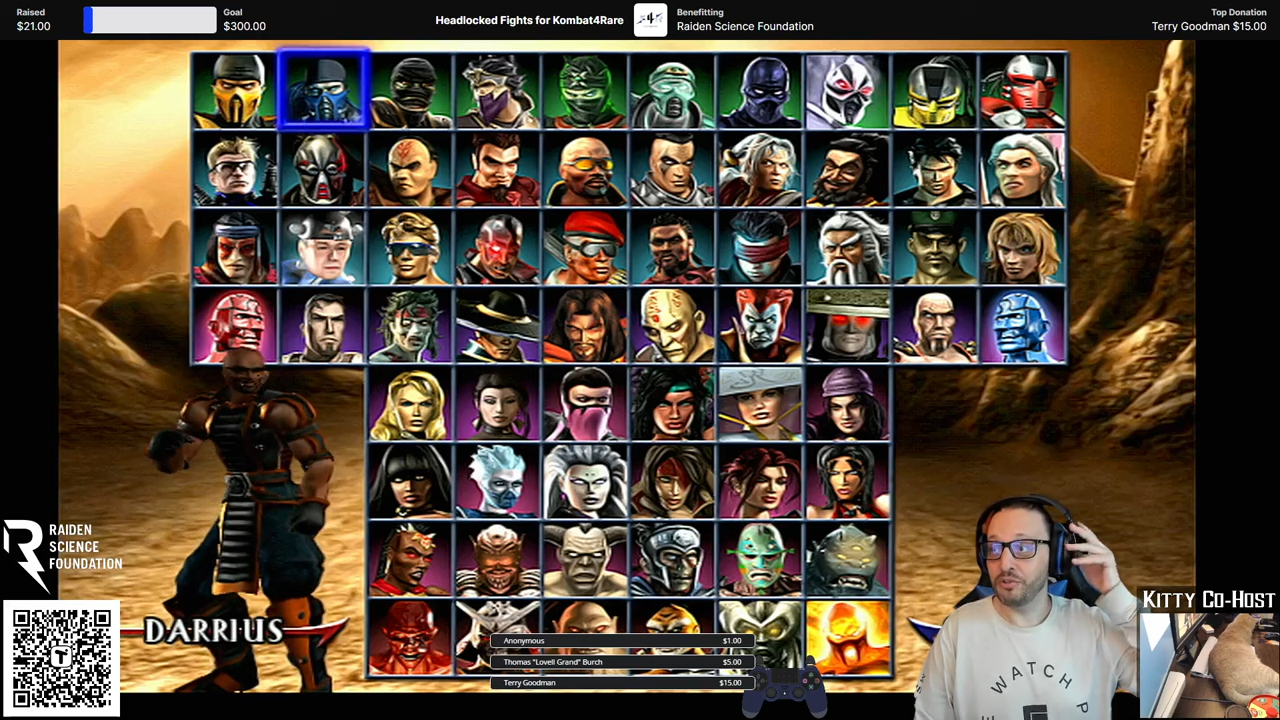 Raised
$21.00
Goal
$300.00
Headlocked Fights for Kombat4Rare
Benefitting
Raiden Science Foundation
Top Donation
Terry Goodman $15.00
RAIDEN
SCIENCE
FOUNDATION
DARRIUS
Anonymous $1.00
Thomas "Lovell Grand" Burch $5.00
Terry Goodman $15.00
KITTY CO-HOST
WATCH